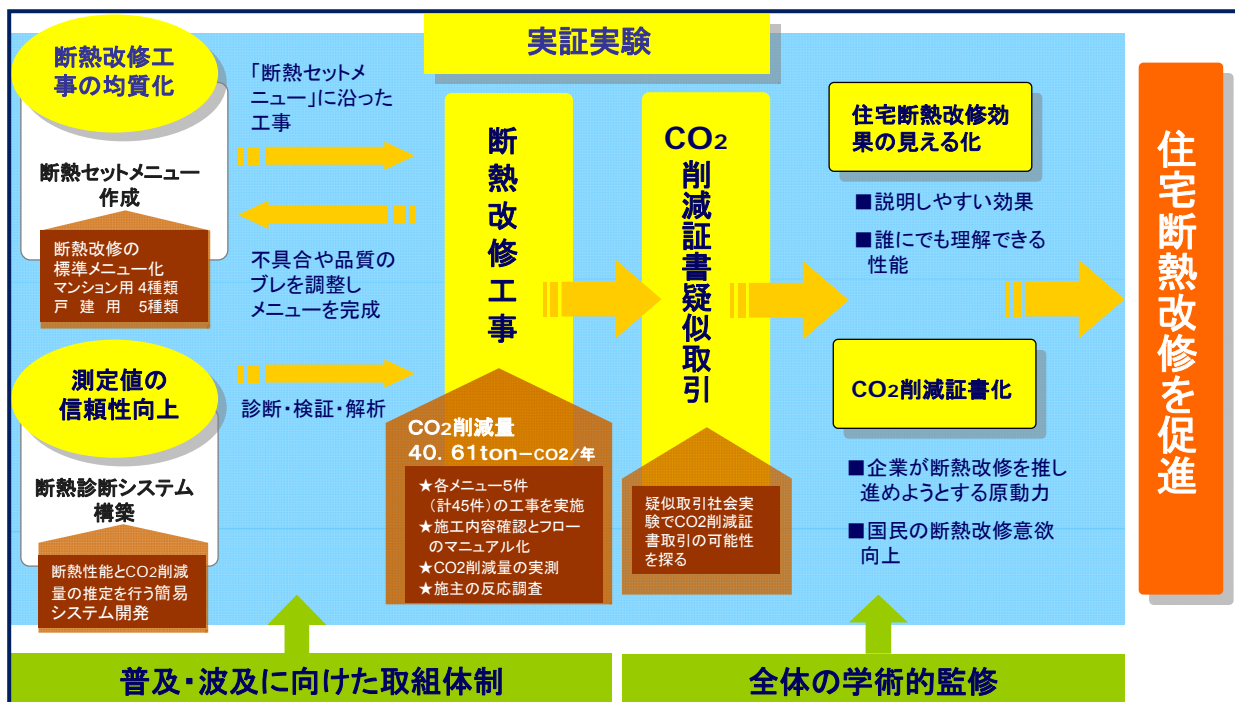 実証実験
断熱改修工
事の均質化
断熱セットメニュー
作成
断熱改修の
標準メニュー化
マンション用 4種類
戸 建 用 5種類
「断熱セットメ
ニュー」に沿った
工事
不具合や品質の
ブレを調整し
メニューを完成
測定値の
信頼性向上
断熱診断システム
構築
断熱性能とCO2削減
量の推定を行う簡易
システム開発
診断・検証・解析
断熱改修工事
CO2削減量
40.61ton-CO2/年
★各メニュー5件
(計45件)の工事を実施
★施工内容確認とフロー
のマニュアル化
★CO2削減量の実測
★施主の反応調査
CO2削減証書疑似取引
疑似取引社会実
験でCO2削減証
書取引の可能性
を探る
住宅断熱改修効
果の見える化
■説明しやすい効果
■誰にでも理解できる
性能
CO2削減証書化
■企業が断熱改修を推し
進めようとする原動力
■国民の断熱改修意欲
向上
住宅断熱改修を促進
普及・波及に向けた取組体制
全体の学術的監修